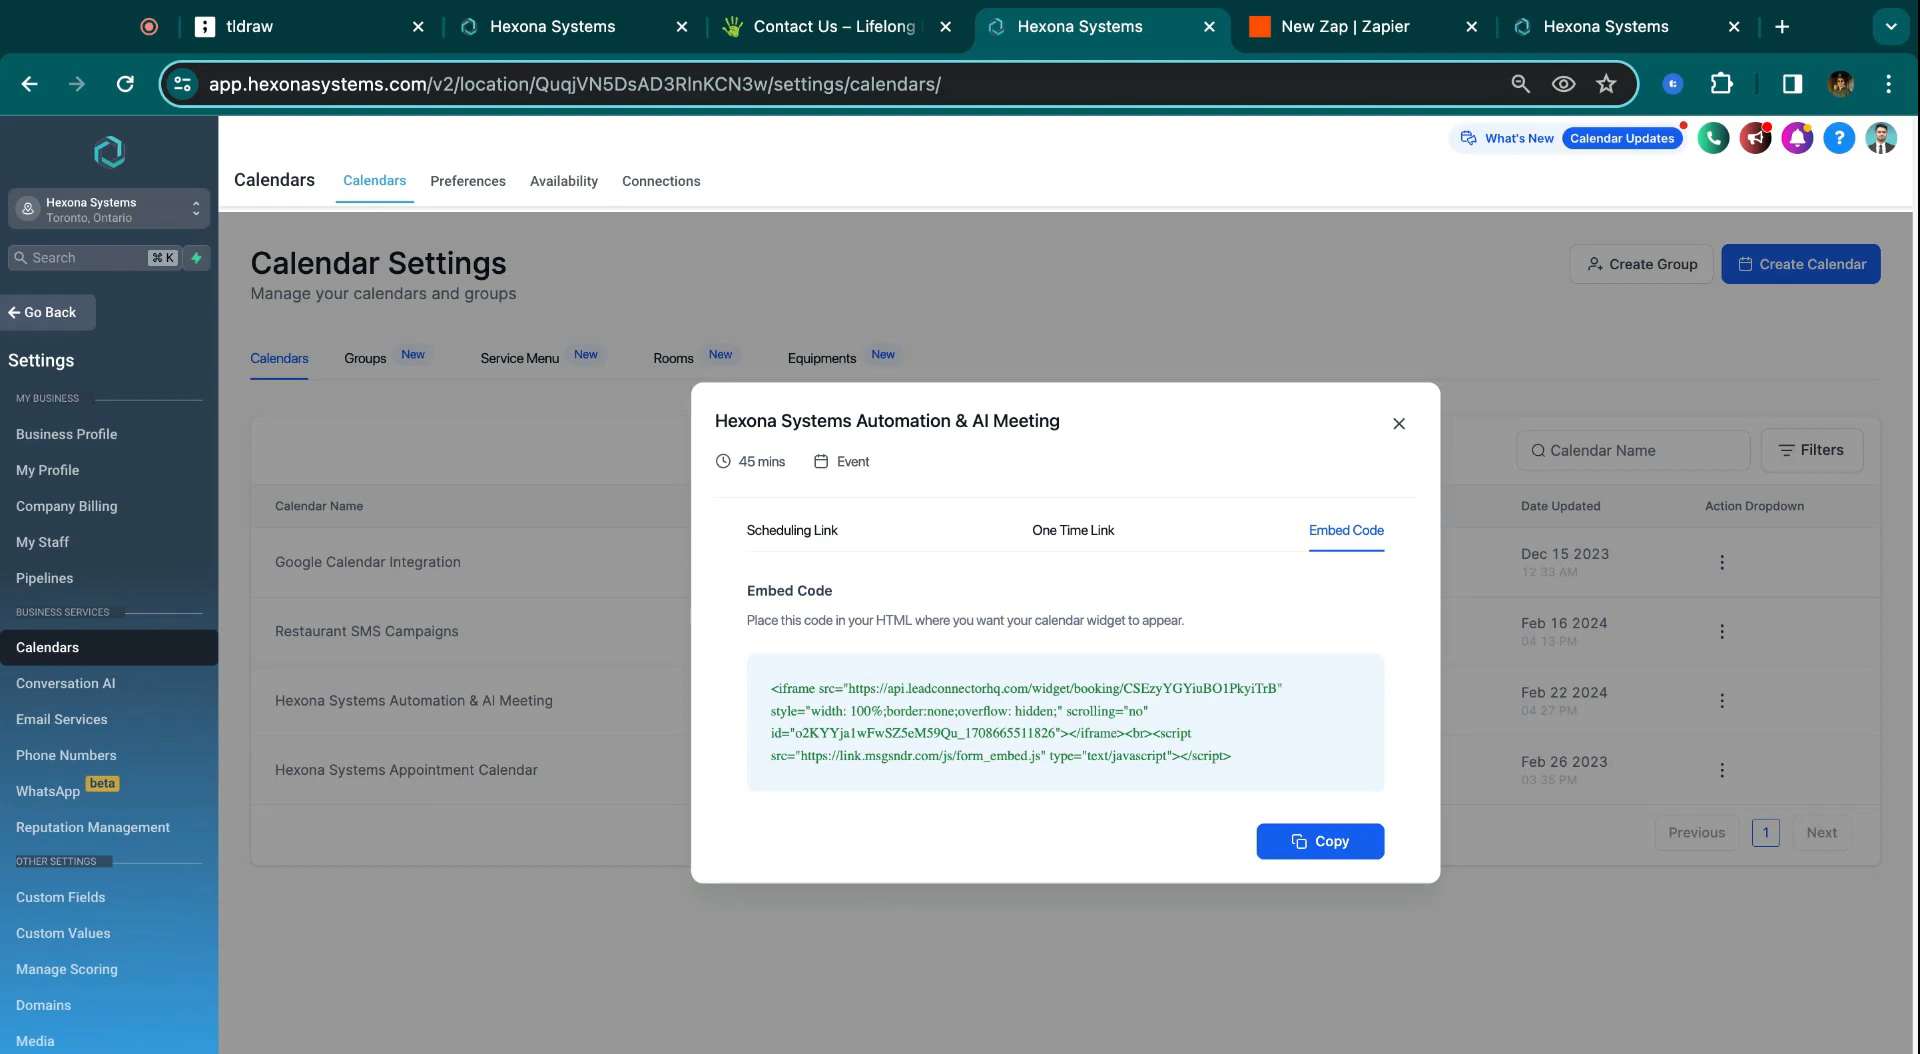 tldraw
Hexona Systems
Contact Us – Lifelong
Hexona Systems
New Zap | Zapier
Hexona Systems
app.hexonasystems.com/v2/location/QuqjVN5DsAD3RlnKCN3w/settings/calendars/
What's New
Calendar Updates
Calendars
Calendars
Preferences
Availability
Connections
Hexona Systems
Toronto, Ontario
Search
⌘ K
Go Back
Settings
MY BUSINESS
Business Profile
My Profile
Company Billing
My Staff
Pipelines
BUSINESS SERVICES
Calendars
Conversation AI
Email Services
Phone Numbers
WhatsApp beta
Reputation Management
OTHER SETTINGS
Custom Fields
Custom Values
Manage Scoring
Domains
Media
Calendar Settings
Manage your calendars and groups
Create Group
Create Calendar
Calendars
Groups New
Service Menu New
Rooms New
Equipments New
Calendar Name
Filters
Calendar Name
Date Updated
Action Dropdown
Google Calendar Integration
Dec 15 2023
12 33 AM
Restaurant SMS Campaigns
Feb 16 2024
04 13 PM
Hexona Systems Automation & AI Meeting
Feb 22 2024
04 27 PM
Hexona Systems Appointment Calendar
Feb 26 2023
03 35 PM
Previous
1
Next
Hexona Systems Automation & AI Meeting
45 mins
Event
Scheduling Link
One Time Link
Embed Code
Embed Code
Place this code in your HTML where you want your calendar widget to appear.
<iframe src="https://api.leadconnectorhq.com/widget/booking/CSEzyYGYiuBO1PkyiTrB"
style="width: 100%;border:none;overflow: hidden;" scrolling="no"
id="o2KYYja1wFwSZ5eM59Qu_1708665511826"></iframe><br><script
src="https://link.msgsndr.com/js/form_embed.js" type="text/javascript"></script>
Copy